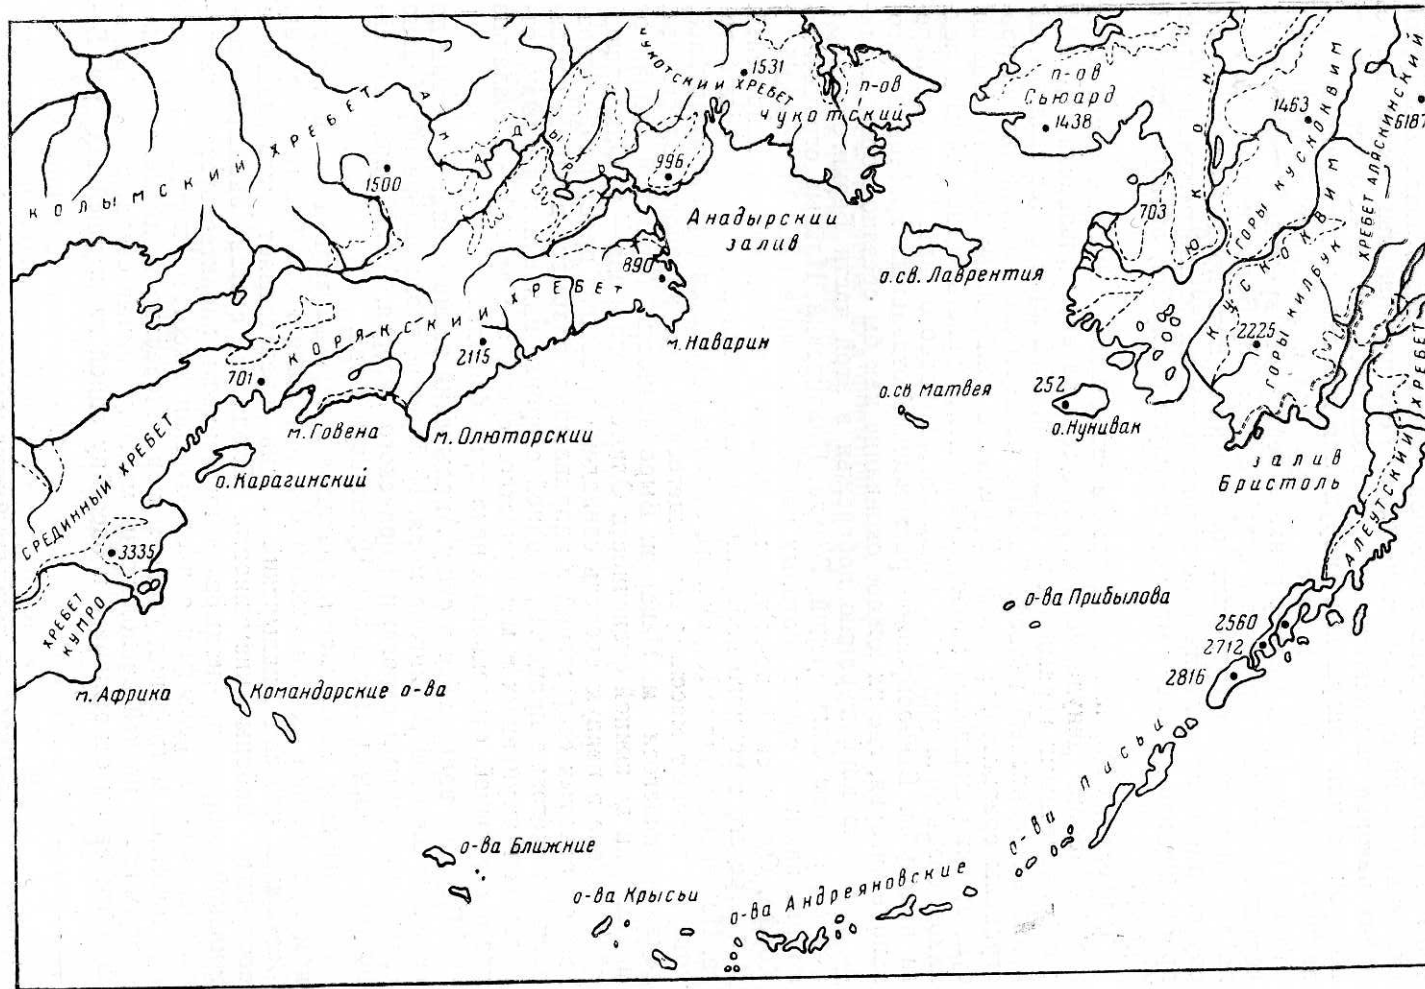 ЧУКОТСКИЙ ХРЕБЕТ
1531
п-ов
Чукотский
п-ов
Сьюард
1438
1463
6187
КОЛЫМСКИЙ ХРЕБЕТ
АНАДЫРЬ
1500
996
Анадырский
залив
703
ЮКОН
ГОРЫ КУСКОКВИМ
КУСКОКВИМ
ХРЕБЕТ АЛЯСКИНСКИЙ
890
о.св. Лаврентия
КОРЯКСКИЙ ХРЕБЕТ
2115
м.Наварин
2225
ГОРЫ КИЛБУК
701
о.св Матвея
252
о.Нунивак
м.Говена
м.Олюторский
СРЕДИННЫЙ ХРЕБЕТ
о.Карагинский
залив
Бристоль
АЛЕУТСКИЙ ХРЕБЕТ
3335
ХРЕБЕТ
КУМРО
о-ва Прибылова
2560
2712
2816
м.Африка
Командорские о-ва
о-ва Лисьи
о-ва Ближние
о-ва Крысьи
о-ва Андреяновские